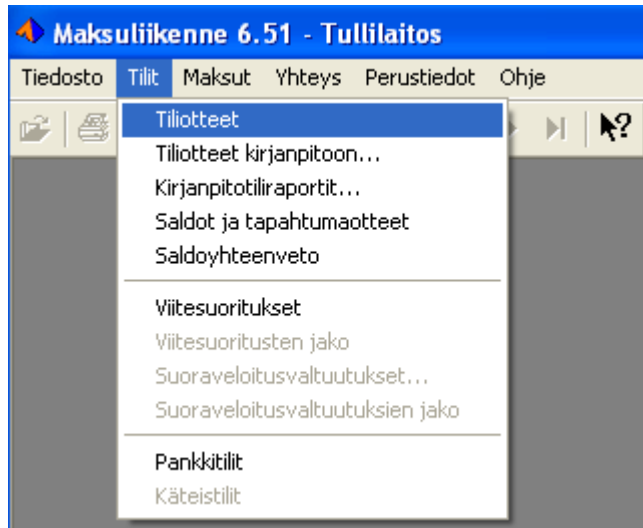 Maksuliikenne 6.51 - Tullilaitos
Tiedosto Tilit Maksut Yhteys Perustiedot Ohje
Tiliotteet
Tiliotteet kirjanpitoon...
Kirjanpitotiliraportit...
Saldot ja tapahtumaotteet
Saldoyhteenveto
Viitesuoritukset
Viitesuoritusten jako
Suoraveloitusvaltuutukset...
Suoraveloitusvaltuutuksien jako
Pankkitilit
Käteistilit